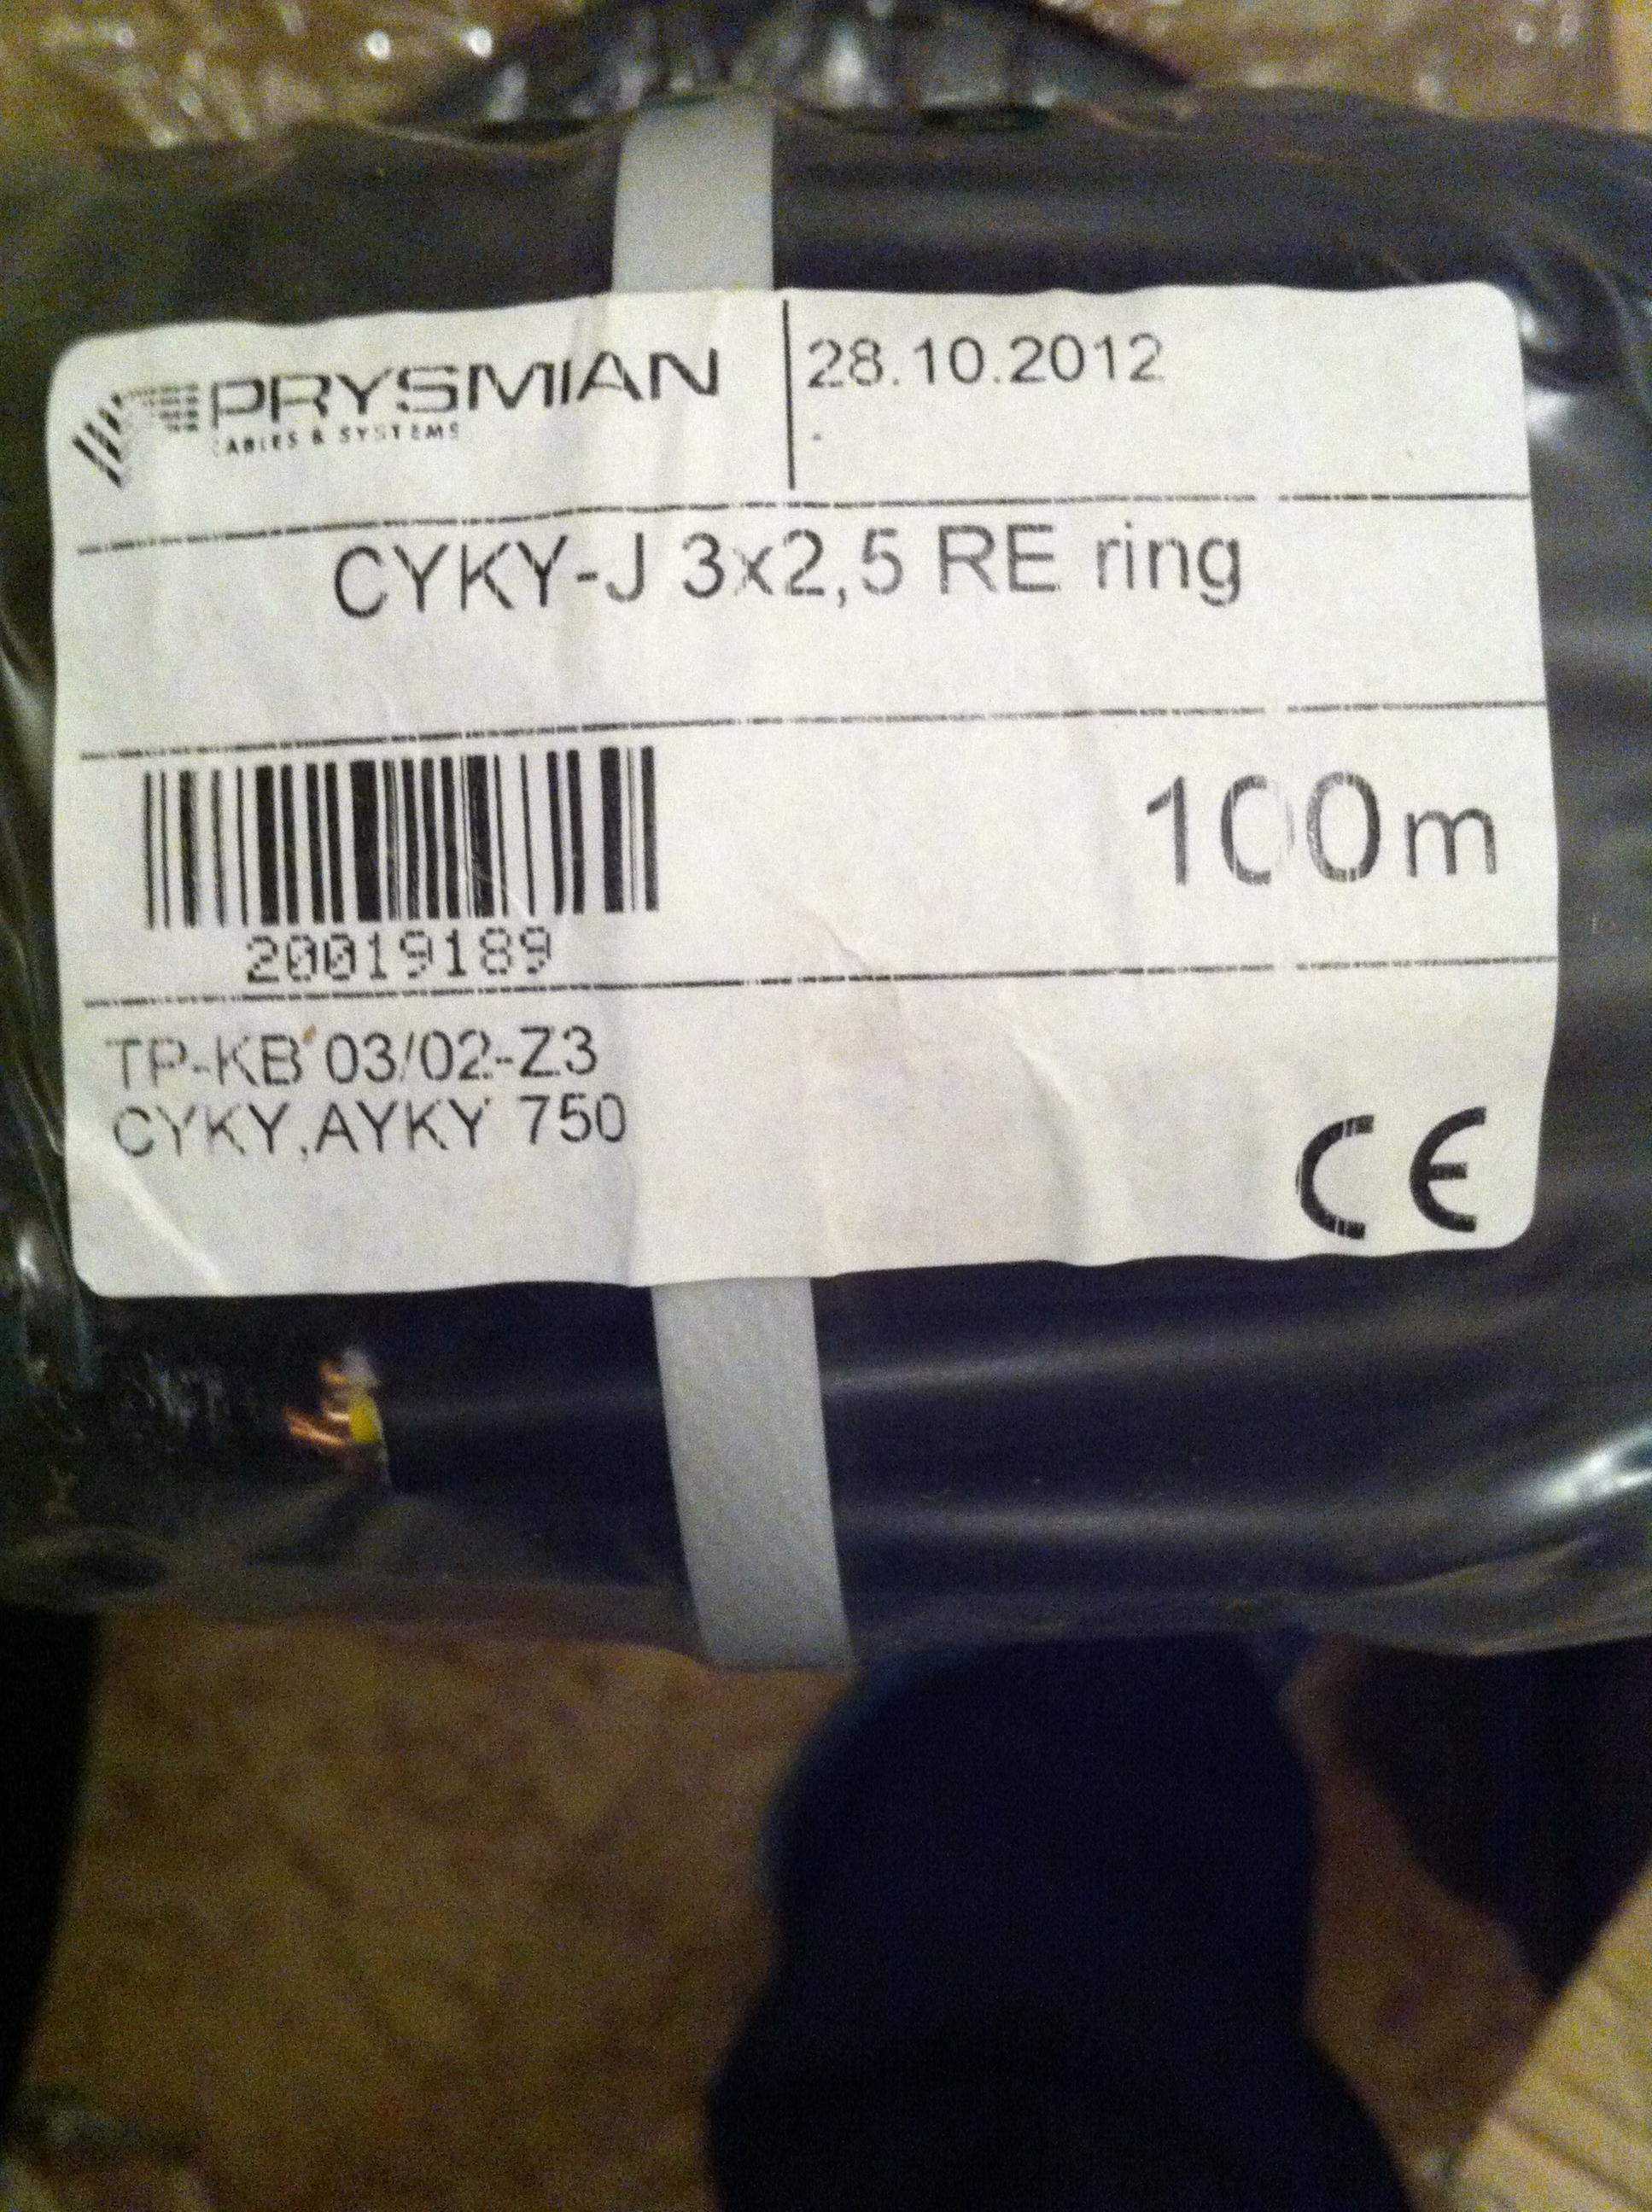 PRYSMIAN
CABLES & SYSTEMS
28.10.2012
CYKY-J 3x2,5 RE ring
20019189
100m
TP-KB 03/02-Z3
CYKY,AYKY 750
CE